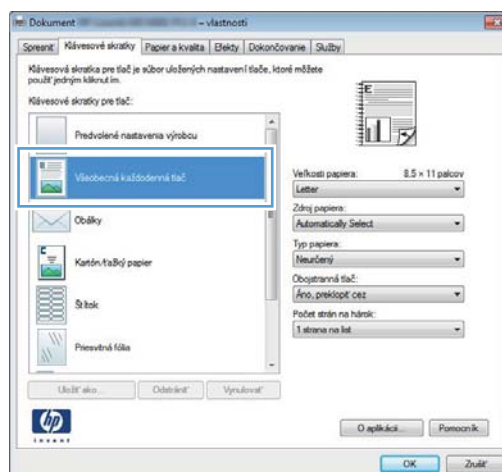 Dokument
– vlastnosti
Spresniť Klávesové skratky Papier a kvalita Efekty Dokončovanie Služby
Klávesová skratka pre tlač je súbor uložených nastavení tlače, ktoré môžete
použiť jedným kliknutím.
Klávesové skratky pre tlač:
Predvolené nastavenia výrobcu
Všeobecná každodenná tlač
Obálky
Kartón/ťažký papier
Štítok
Priesvitná fólia
Uložiť ako...
Odstrániť
Vynulovať
Veľkosti papiera: 8.5 × 11 palcov
Letter
Zdroj papiera:
Automatically Select
Typ papiera:
Neurčený
Obojstranná tlač:
Áno, preklopiť cez
Počet strán na hárok:
1 strana na list
E
hp
invent
O aplikácii...
Pomocník
OK
Zrušiť